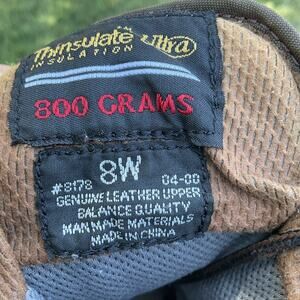 Thinsulate Ultra
INSULATION
800 GRAMS
8W
#8178 04-00
GENUINE LEATHER UPPER
BALANCE QUALITY
MAN MADE MATERIALS
MADE IN CHINA